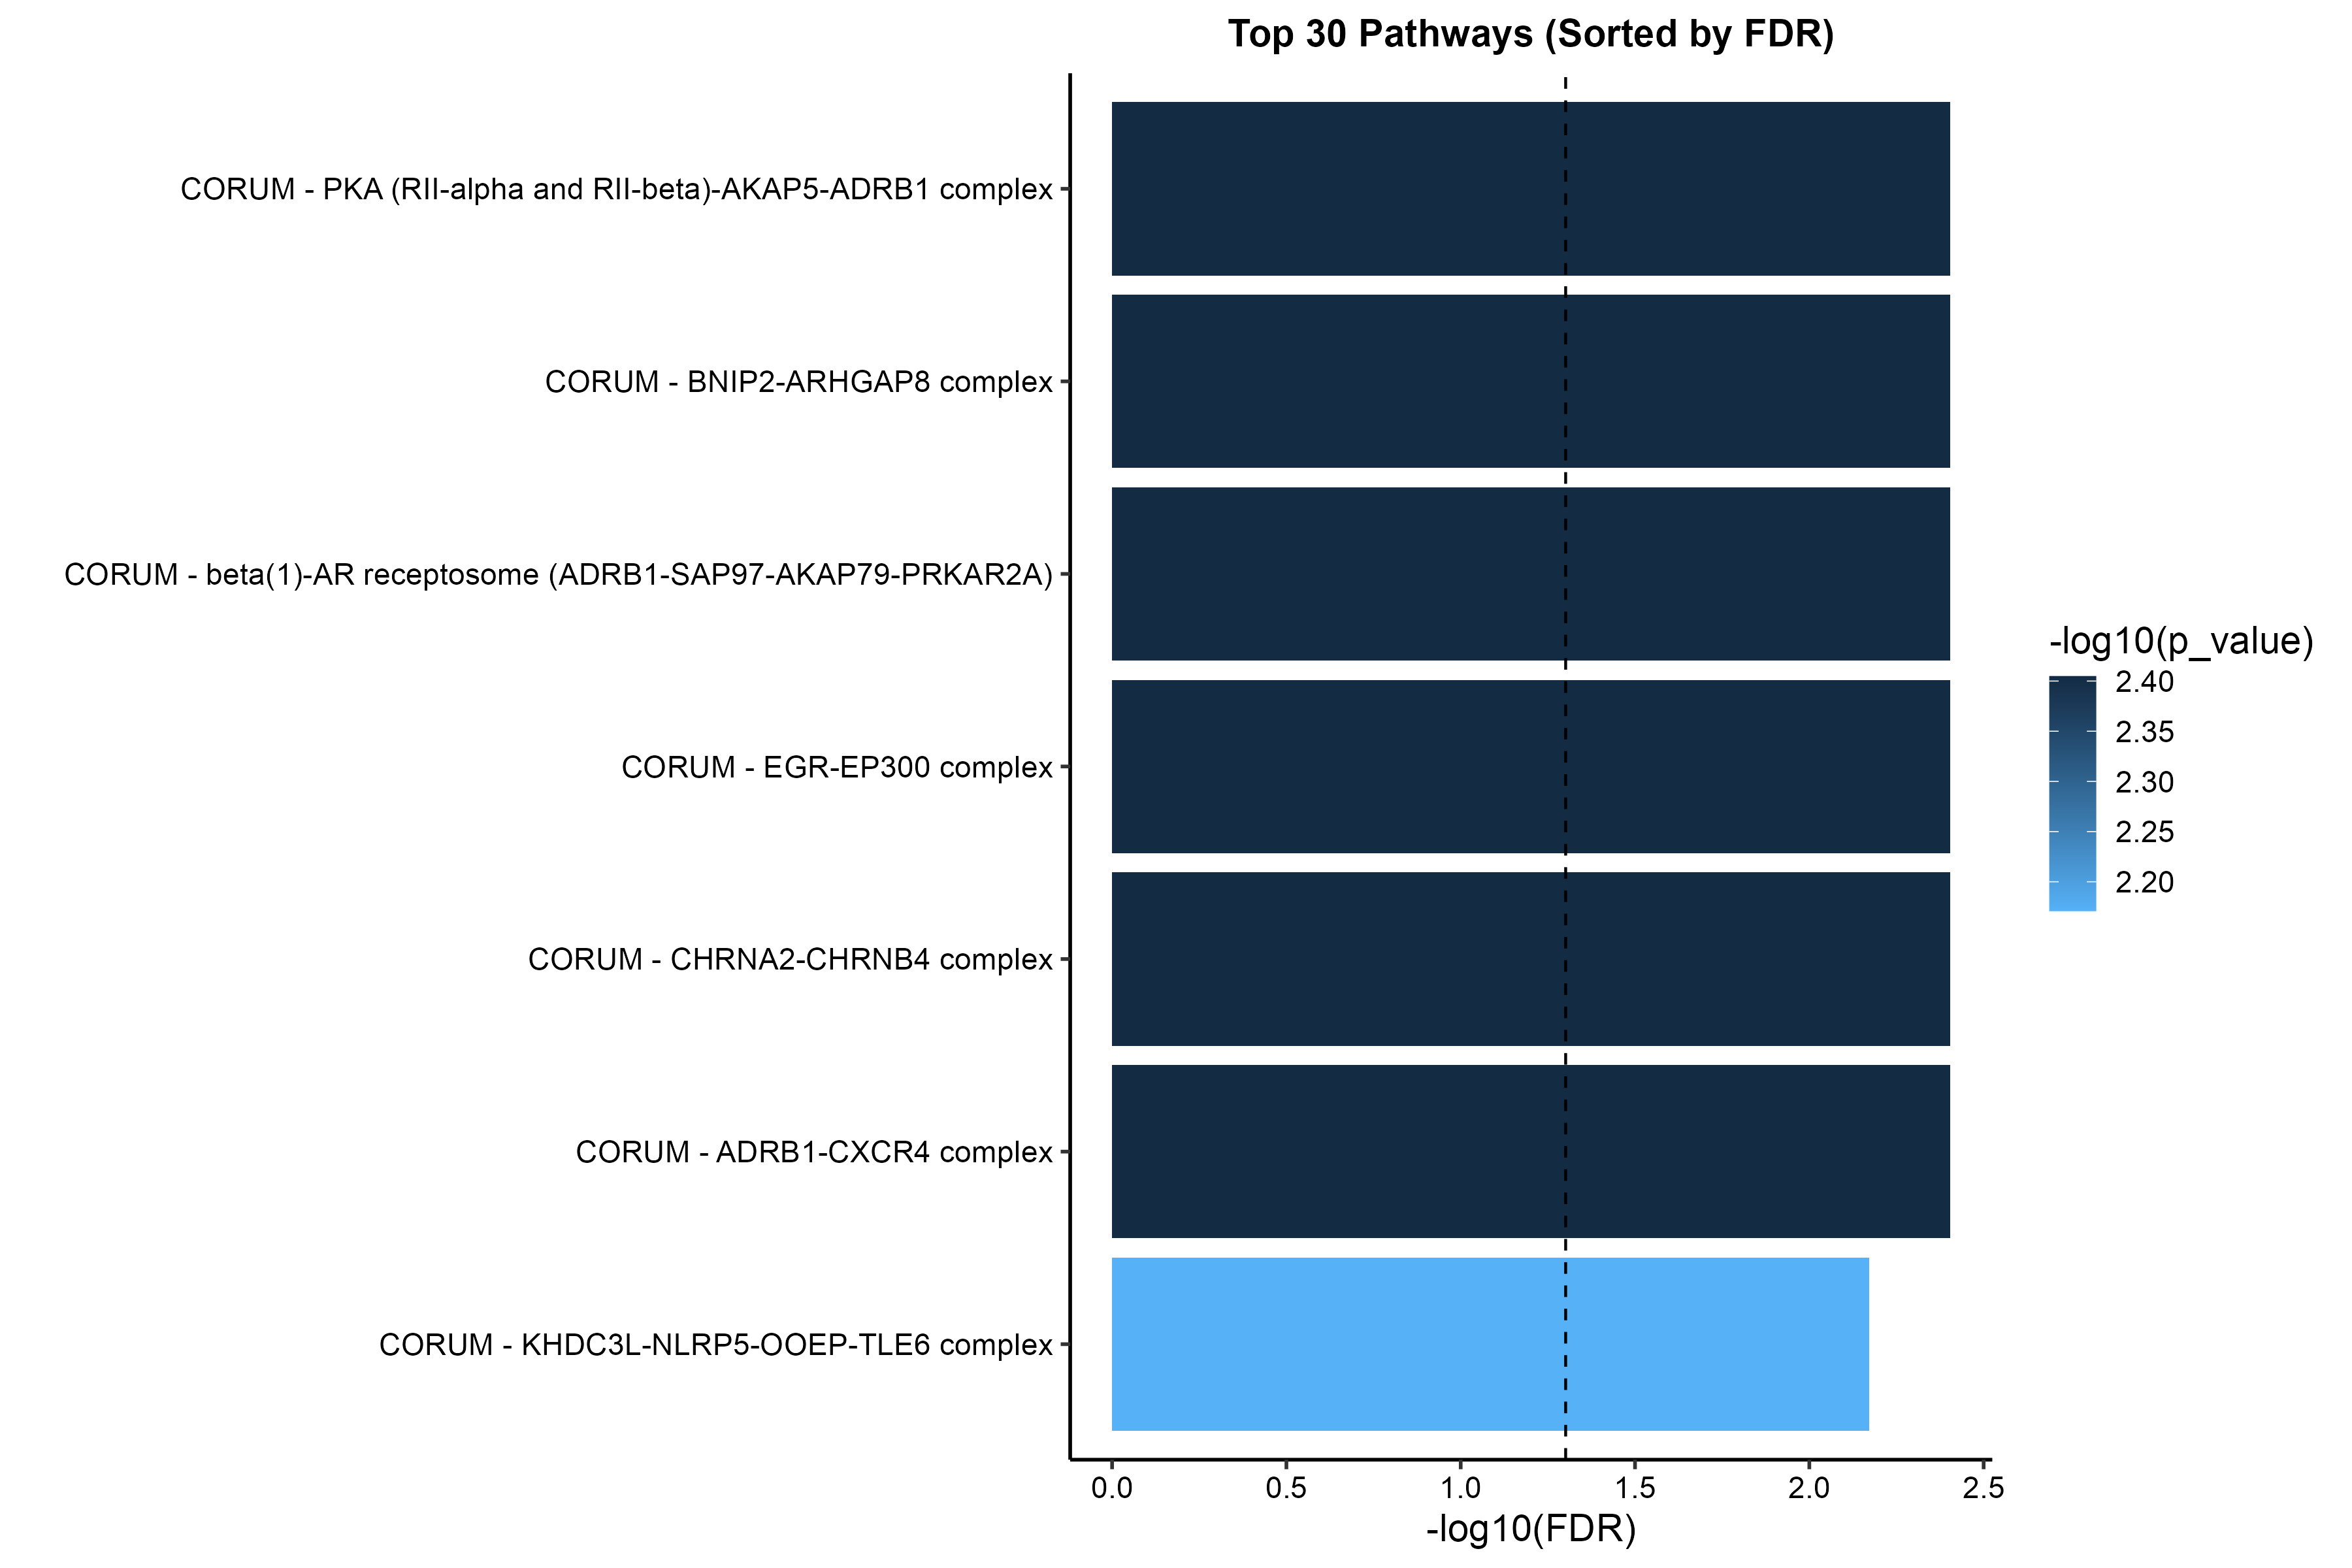 Top 30 Pathways (Sorted by FDR)
CORUM - PKA (RII-alpha and RII-beta)-AKAP5-ADRB1 complex
CORUM - BNIP2-ARHGAP8 complex
CORUM - beta(1)-AR receptosome (ADRB1-SAP97-AKAP79-PRKAR2A)
CORUM - EGR-EP300 complex
CORUM - CHRNA2-CHRNB4 complex
CORUM - ADRB1-CXCR4 complex
CORUM - KHDC3L-NLRP5-OOEP-TLE6 complex
0.0 0.5 1.0 1.5 2.0 2.5
-log10(FDR)
-log10(p_value)
2.40
2.35
2.30
2.25
2.20